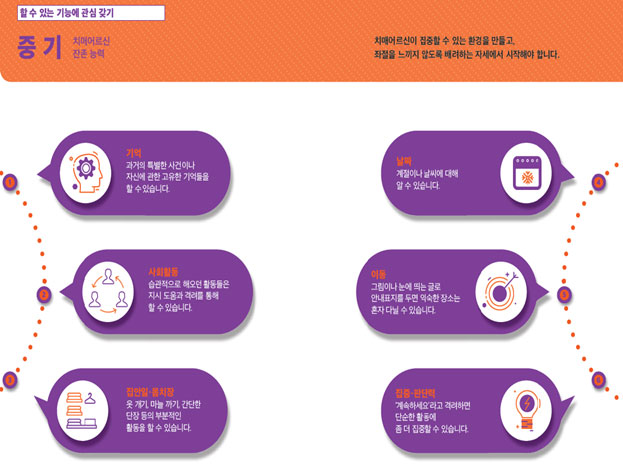 할 수 있는 기능에 관심 갖기
중기
치매어르신
잔존 능력
치매어르신이 집중할 수 있는 환경을 만들고,
좌절을 느끼지 않도록 배려하는 자세에서 시작해야 합니다.
1
기억
과거의 특별한 사건이나
자신에 관한 고유한 기억들을
할 수 있습니다.
2
사회활동
습관적으로 해오던 활동들은
지시 도움과 격려를 통해
할 수 있습니다.
3
집안일·몸치장
옷 개기, 마늘 까기, 간단한
단장 등의 부분적인
활동을 할 수 있습니다.
4
날짜
계절이나 날씨에 대해
알 수 있습니다.
5
이동
그림이나 눈에 띄는 글로
안내표지를 두면 익숙한 장소는
혼자 다닐 수 있습니다.
6
집중·판단력
'계속하세요'라고 격려하면
단순한 활동에
좀 더 집중할 수 있습니다.